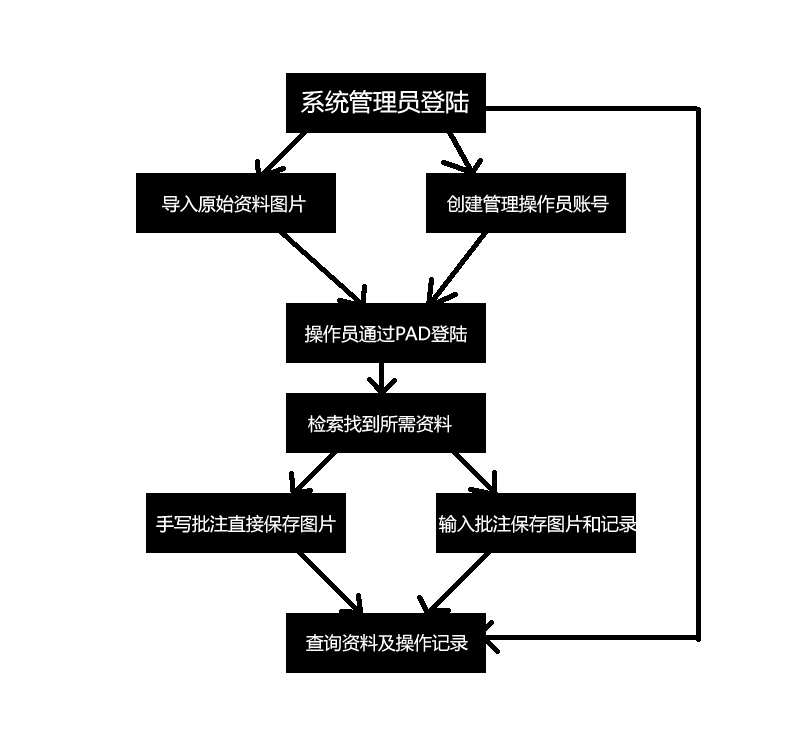 系统管理员登陆
导入原始资料图片
创建管理操作员账号
操作员通过PAD登陆
检索找到所需资料
手写批注直接保存图片
输入批注保存图片和记录
查询资料及操作记录